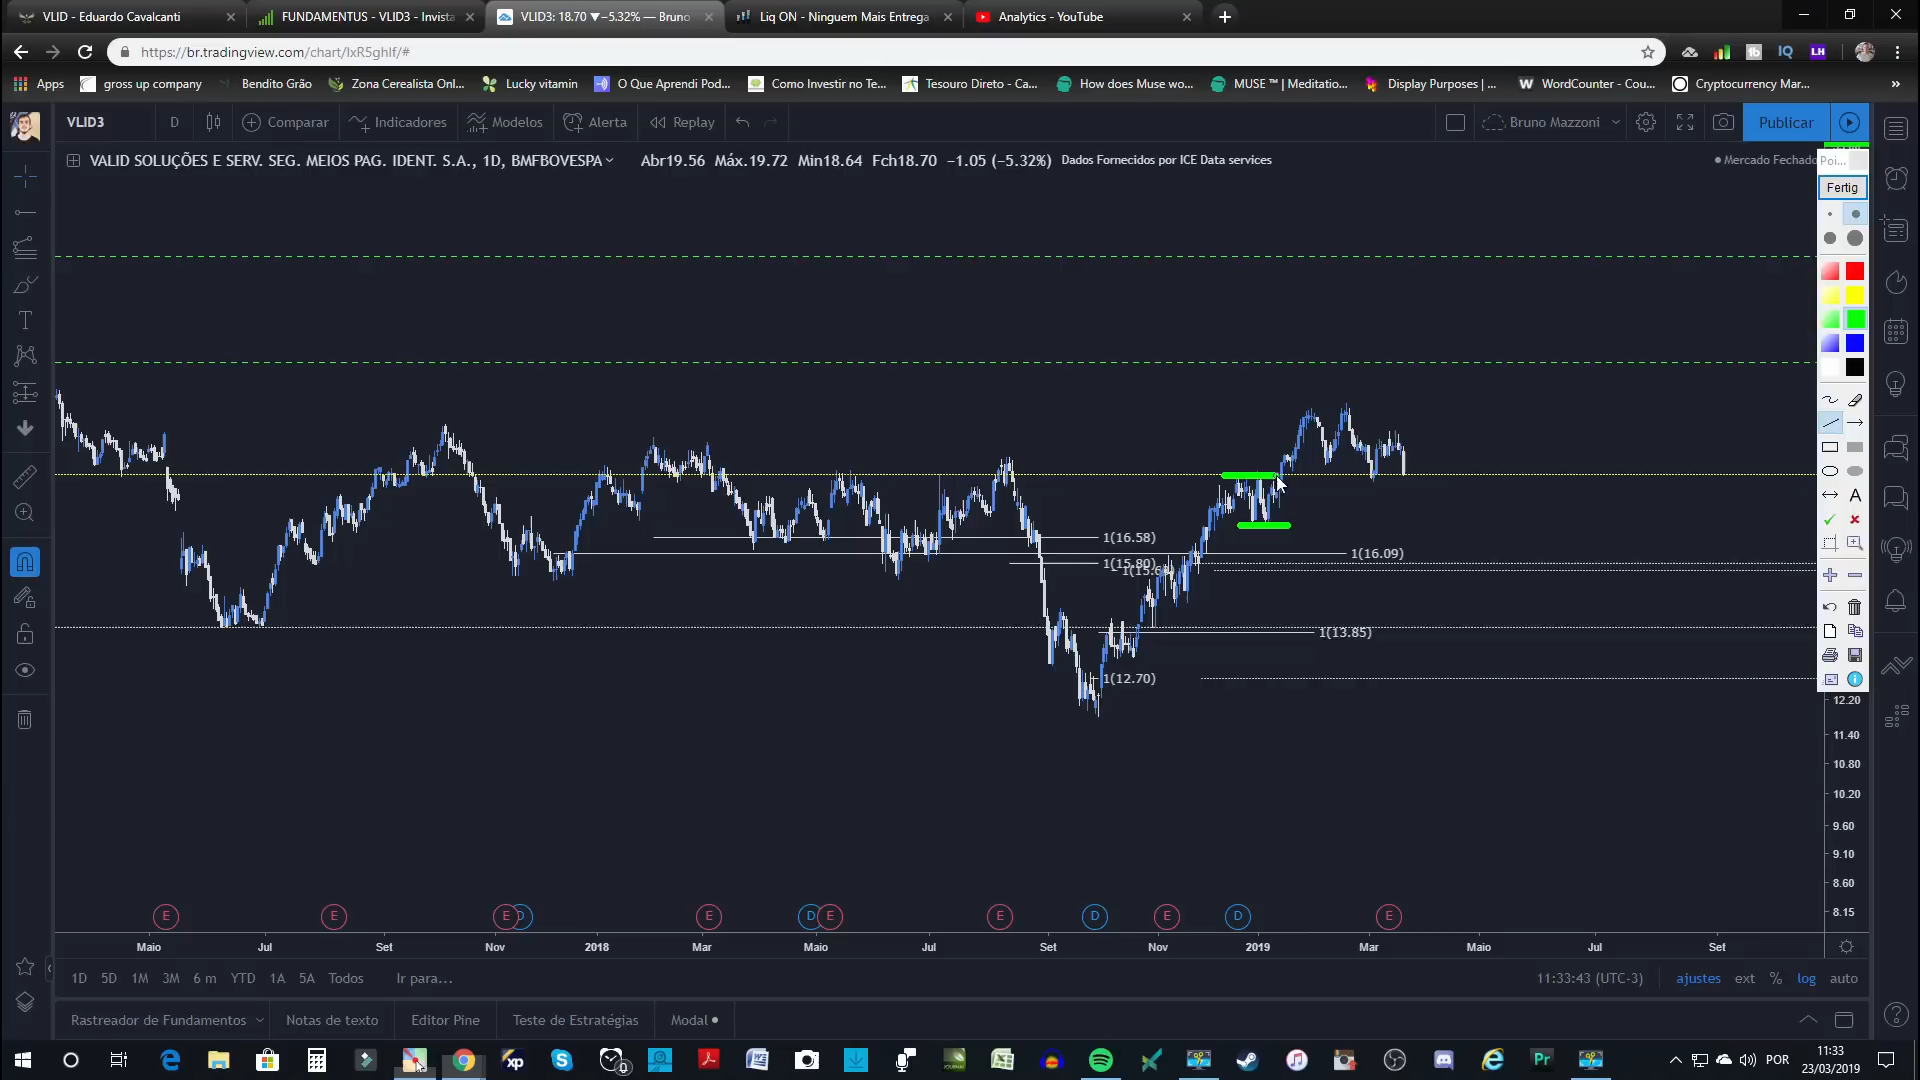 VLID - Eduardo Cavalcanti
FUNDAMENTUS - VLID3 - Invista
VLID3: 18.70 ▼−5.32% — Bruno
Liq ON - Ninguem Mais Entrega
Analytics - YouTube
https://br.tradingview.com/chart/IxR5ghIf/#
Apps
gross up company
Bendito Grão
Zona Cerealista Onl...
Lucky vitamin
O Que Aprendi Pod...
Como Investir no Te...
Tesouro Direto - Ca...
How does Muse wo...
MUSE ™ | Meditatio...
Display Purposes | ...
WordCounter - Cou...
Cryptocurrency Mar...
»
VLID3
D
Comparar
Indicadores
Modelos
Alerta
Replay
Bruno Mazzoni
Publicar
VALID SOLUÇÕES E SERV. SEG. MEIOS PAG. IDENT. S.A., 1D, BMFBOVESPA
Abr19.56 Máx.19.72 Min18.64 Fch18.70 −1.05 (−5.32%)
Dados Fornecidos por ICE Data services
Mercado Fechado
Poi...
Fertig
A
1(16.58)
1(16.09)
1(15.80)
1(13.85)
1(12.70)
12.20
11.40
10.80
10.20
9.60
9.10
8.60
8.15
E E E D E D E E D E D E
Maio Jul Set Nov 2018 Mar Maio Jul Set Nov 2019 Mar Maio Jul Set
1D 5D 1M 3M 6 m YTD 1A 5A Todos
Ir para...
11:33:43 (UTC-3)
ajustes ext % log auto
Rastreador de Fundamentos
Notas de texto
Editor Pine
Teste de Estratégias
Modal
xp
0
Pr
POR
11:33
23/03/2019